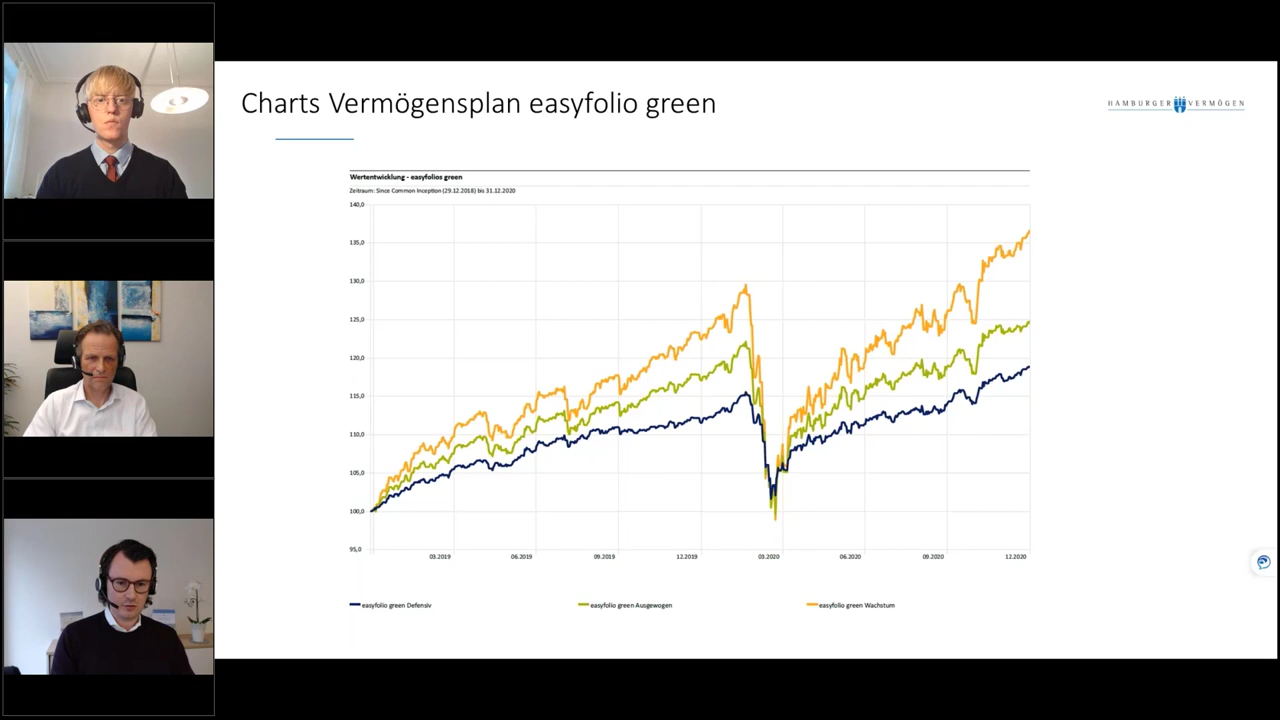 Charts Vermögensplan easyfolio green
HAMBURGER VERMÖGEN
Wertentwicklung - easyfolios green
Zeitraum: Since Common Inception (29.12.2018) bis 31.12.2020
140,0
135,0
130,0
125,0
120,0
115,0
110,0
105,0
100,0
95,0
03.2019 06.2019 09.2019 12.2019 03.2020 06.2020 09.2020 12.2020
easyfolio green Defensiv easyfolio green Ausgewogen easyfolio green Wachstum